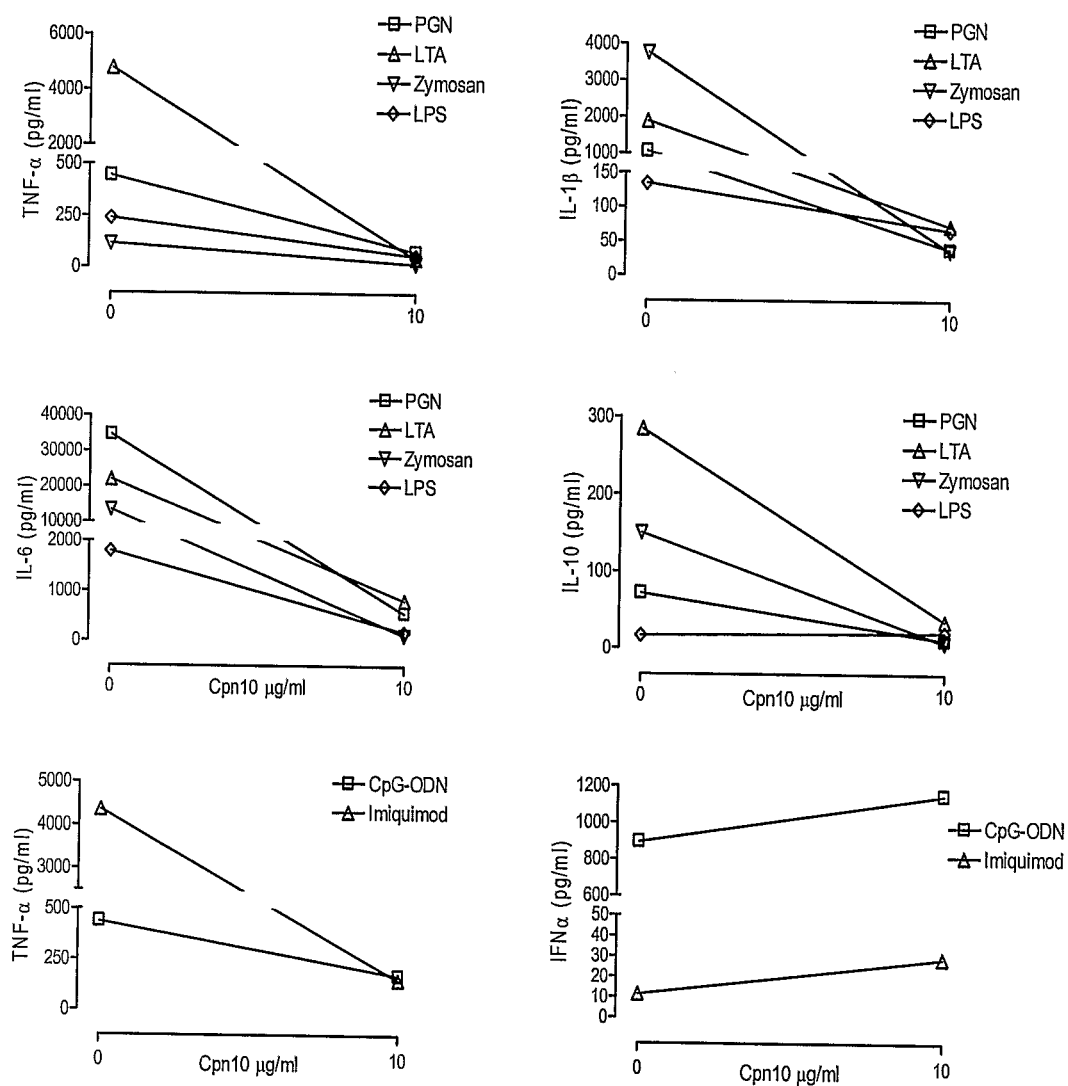 PGN
LTA
Zymosan
LPS
TNF-α (pg/ml)
6000
4000
2000
500
250
0
0
10
PGN
LTA
Zymosan
LPS
IL-1β (pg/ml)
4000
3000
2000
1000
150
100
50
0
0
10
PGN
LTA
Zymosan
LPS
IL-6 (pg/ml)
40000
30000
20000
10000
2000
1000
0
0
Cpn10 µg/ml
10
PGN
LTA
Zymosan
LPS
IL-10 (pg/ml)
300
200
100
0
0
Cpn10 µg/ml
10
CpG-ODN
Imiquimod
TNF-α (pg/ml)
5000
4000
3000
500
250
0
0
Cpn10 µg/ml
10
CpG-ODN
Imiquimod
IFNα (pg/ml)
1200
1000
800
600
50
40
30
20
10
0
0
Cpn10 µg/ml
10